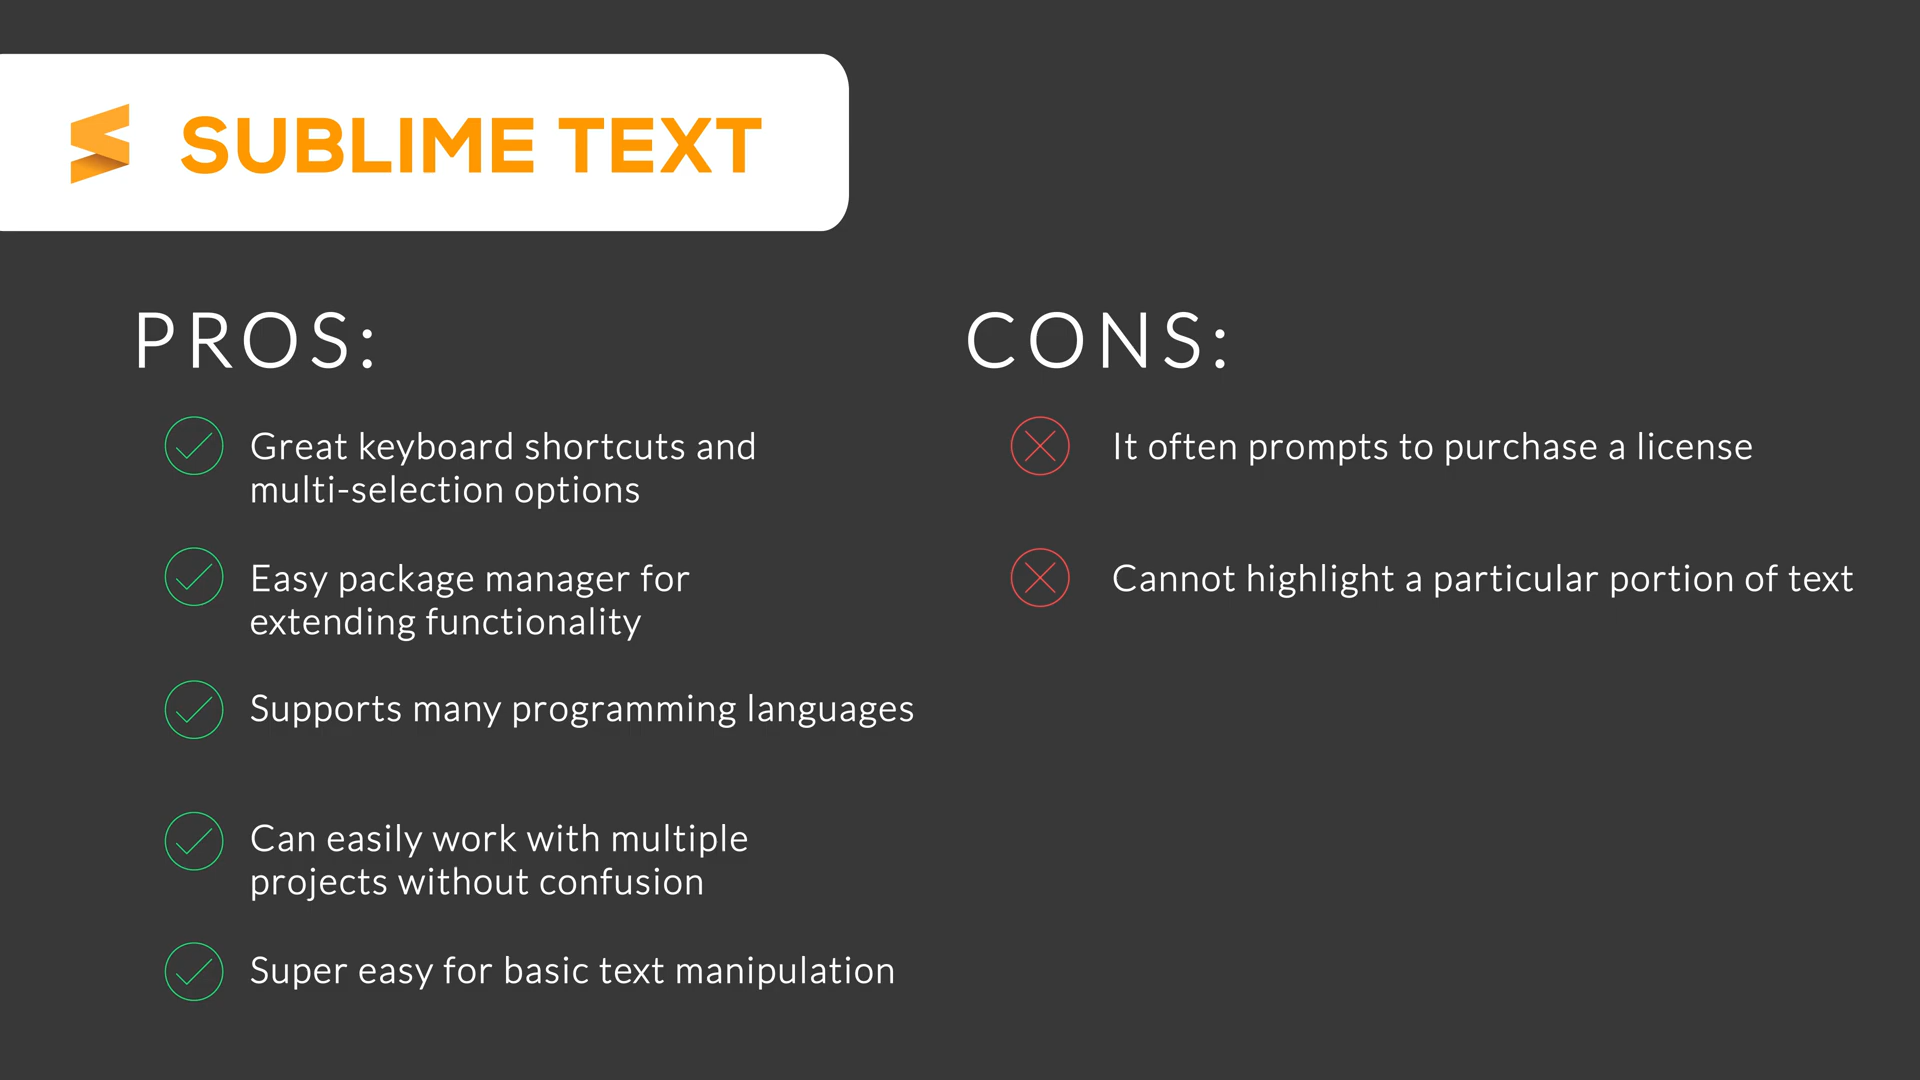 SUBLIME TEXT
PROS:
Great keyboard shortcuts and
multi-selection options
Easy package manager for
extending functionality
Supports many programming languages
Can easily work with multiple
projects without confusion
Super easy for basic text manipulation
CONS:
It often prompts to purchase a license
Cannot highlight a particular portion of text